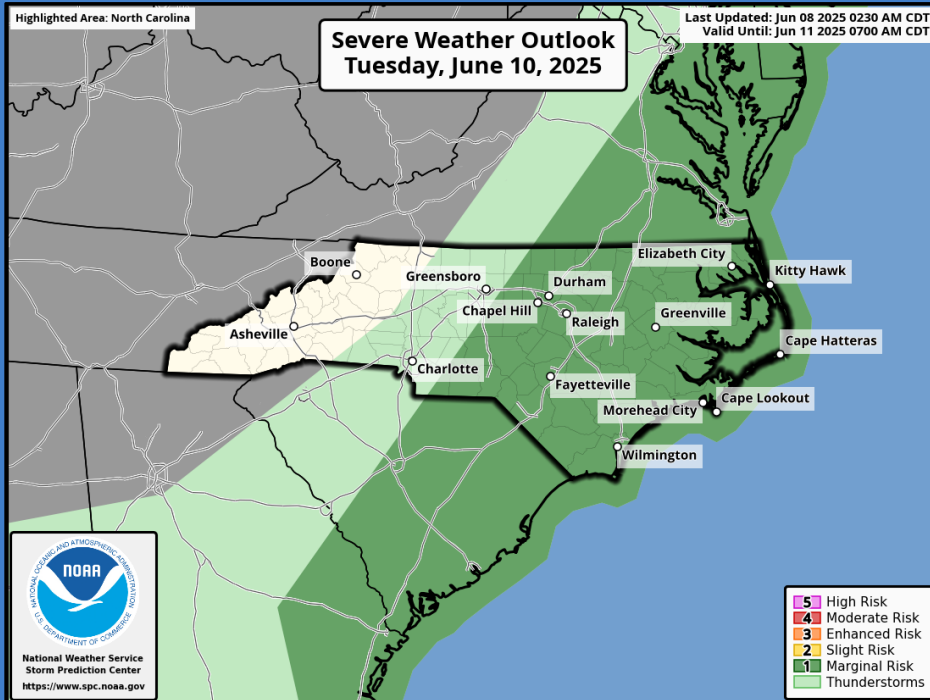 Highlighted Area: North Carolina
Severe Weather Outlook
Tuesday, June 10, 2025
Last Updated: Jun 08 2025 0230 AM CDT
Valid Until: Jun 11 2025 0700 AM CDT
Boone
Greensboro
Elizabeth City
Kitty Hawk
Durham
Chapel Hill
Raleigh
Greenville
Asheville
Cape Hatteras
Charlotte
Fayetteville
Cape Lookout
Morehead City
Wilmington
NATIONAL OCEANIC AND ATMOSPHERIC ADMINISTRATION
NOAA
U.S. DEPARTMENT OF COMMERCE
National Weather Service
Storm Prediction Center
https://www.spc.noaa.gov
5 High Risk
4 Moderate Risk
3 Enhanced Risk
2 Slight Risk
1 Marginal Risk
Thunderstorms